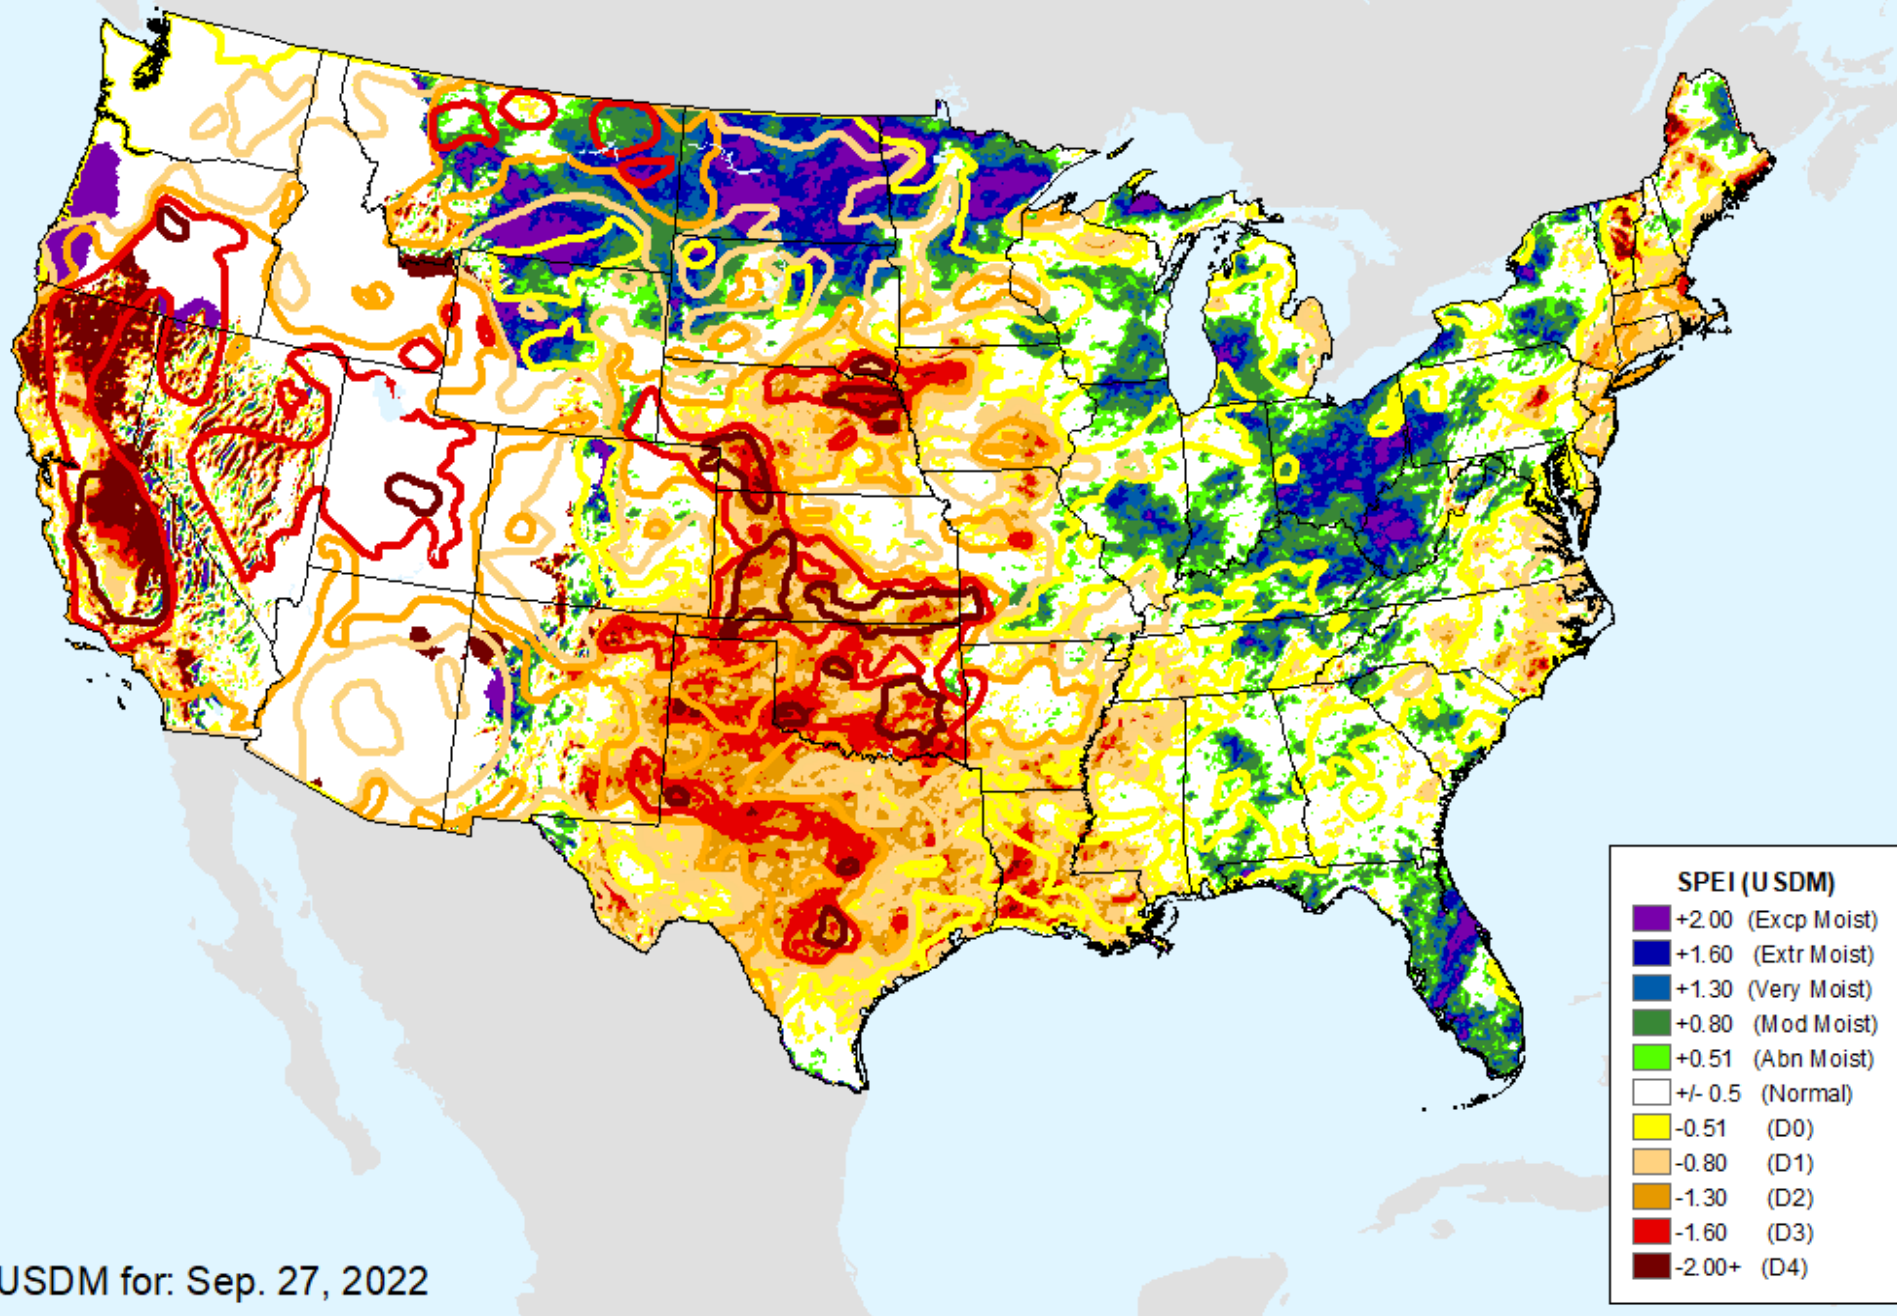 SPEI (USDM)
+2.00 (Excp Moist)
+1.60 (Extr Moist)
+1.30 (Very Moist)
+0.80 (Mod Moist)
+0.51 (Abn Moist)
+/- 0.5 (Normal)
-0.51 (D0)
-0.80 (D1)
-1.30 (D2)
-1.60 (D3)
-2.00+ (D4)
USDM for: Sep. 27, 2022